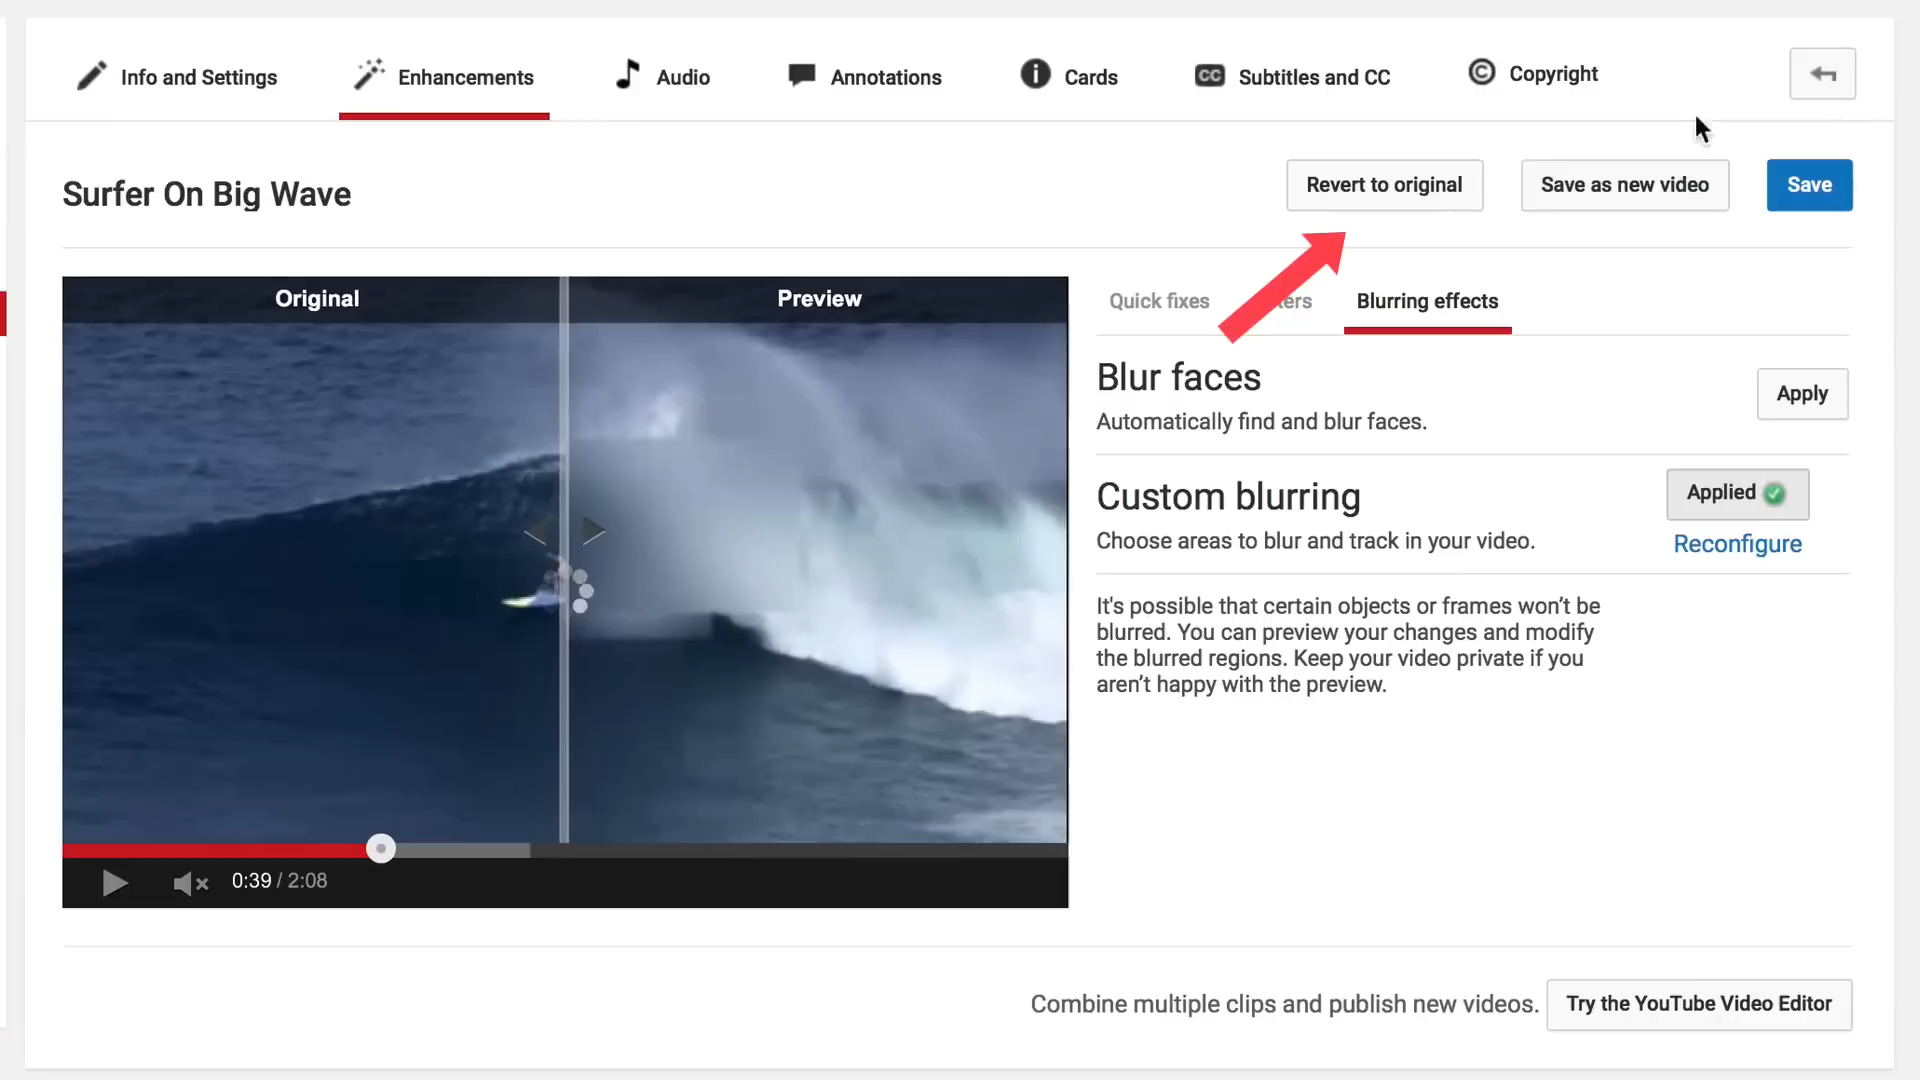 Info and Settings
Enhancements
Audio
Annotations
Cards
CC
Subtitles and CC
Copyright
Surfer On Big Wave
Revert to original
Save as new video
Save
Original
Preview
Quick fixes
Blurring effects
Blur faces
Automatically find and blur faces.
Apply
Custom blurring
Choose areas to blur and track in your video.
Applied
Reconfigure
It's possible that certain objects or frames won’t be
blurred. You can preview your changes and modify
the blurred regions. Keep your video private if you
aren’t happy with the preview.
0:39 / 2:08
Combine multiple clips and publish new videos.
Try the YouTube Video Editor